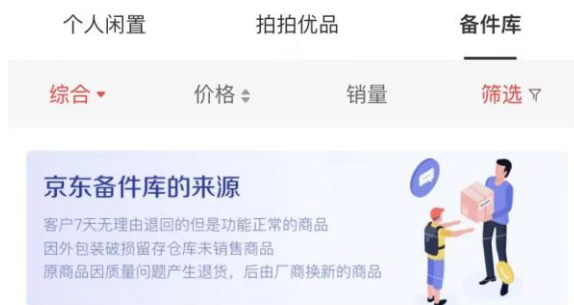 个人闲置 拍拍优品 备件库
综合 价格 销量 筛选
京东备件库的来源
客户7天无理由退回的但是功能正常的商品
因外包装破损留存仓库未销售商品
原商品因质量问题产生退货，后由厂商换新的商品